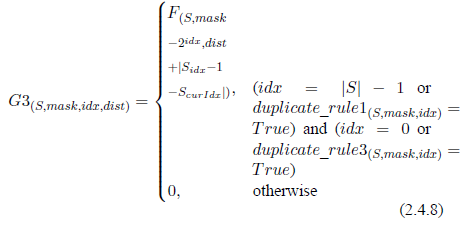 F(S,mask
−2^idx,dist
+|S_idx−1
G3(S,mask,idx,dist) = { −S_curIdx|), (idx = |S| − 1 or
duplicate_rule1(S,mask,idx) =
True) and (idx = 0 or
duplicate_rule3(S,mask,idx) =
True)
0, otherwise
(2.4.8)